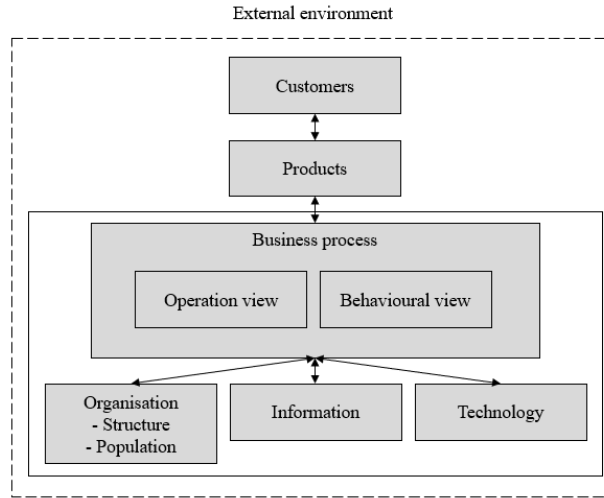 External environment
Customers
Products
Business process
Operation view
Behavioural view
Organisation
- Structure
- Population
Information
Technology